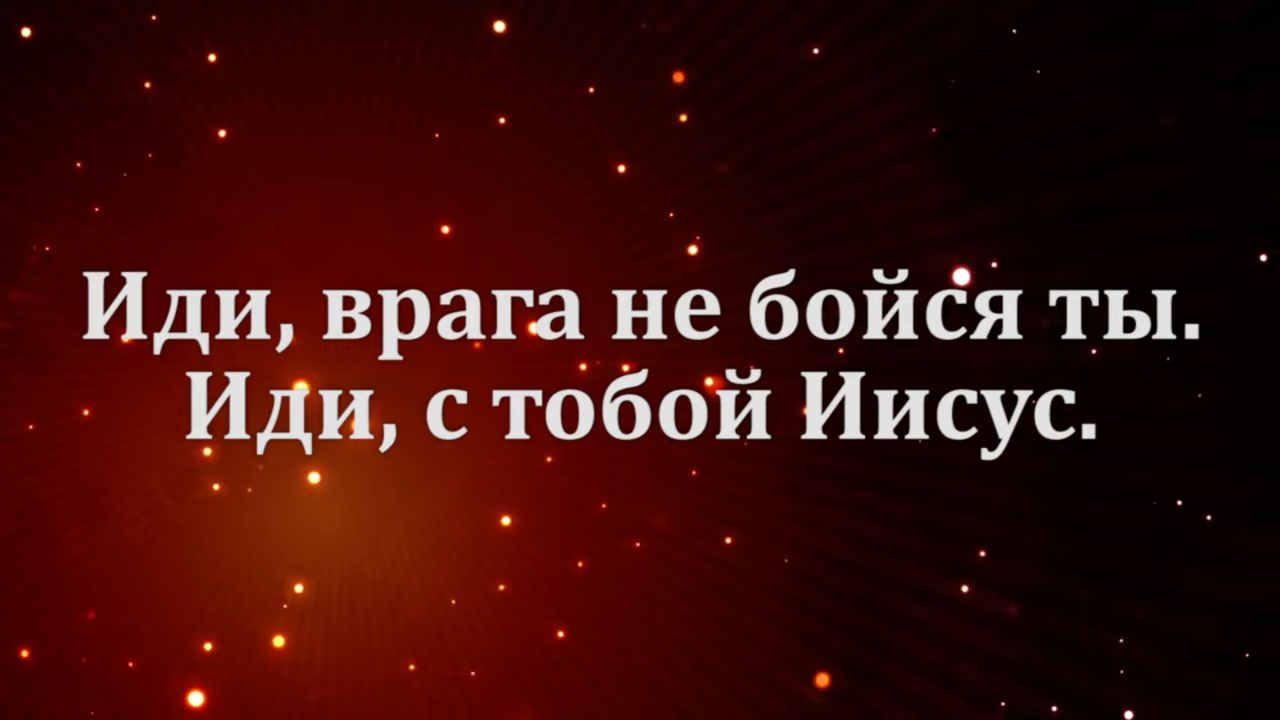 Иди, врага не бойся ты.
Иди, с тобой Иисус.